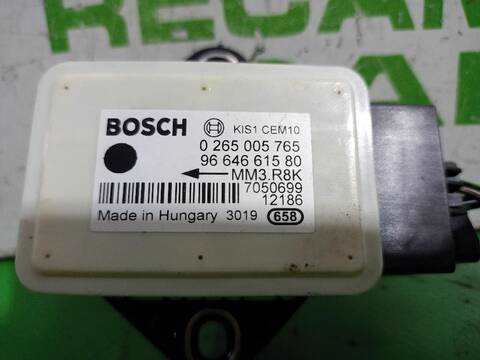 RECAM
BOSCH KIS1 CEM10
0 265 005 765
96 646 615 80
MM3.R8K
7050699
12186
Made in Hungary 3019 658